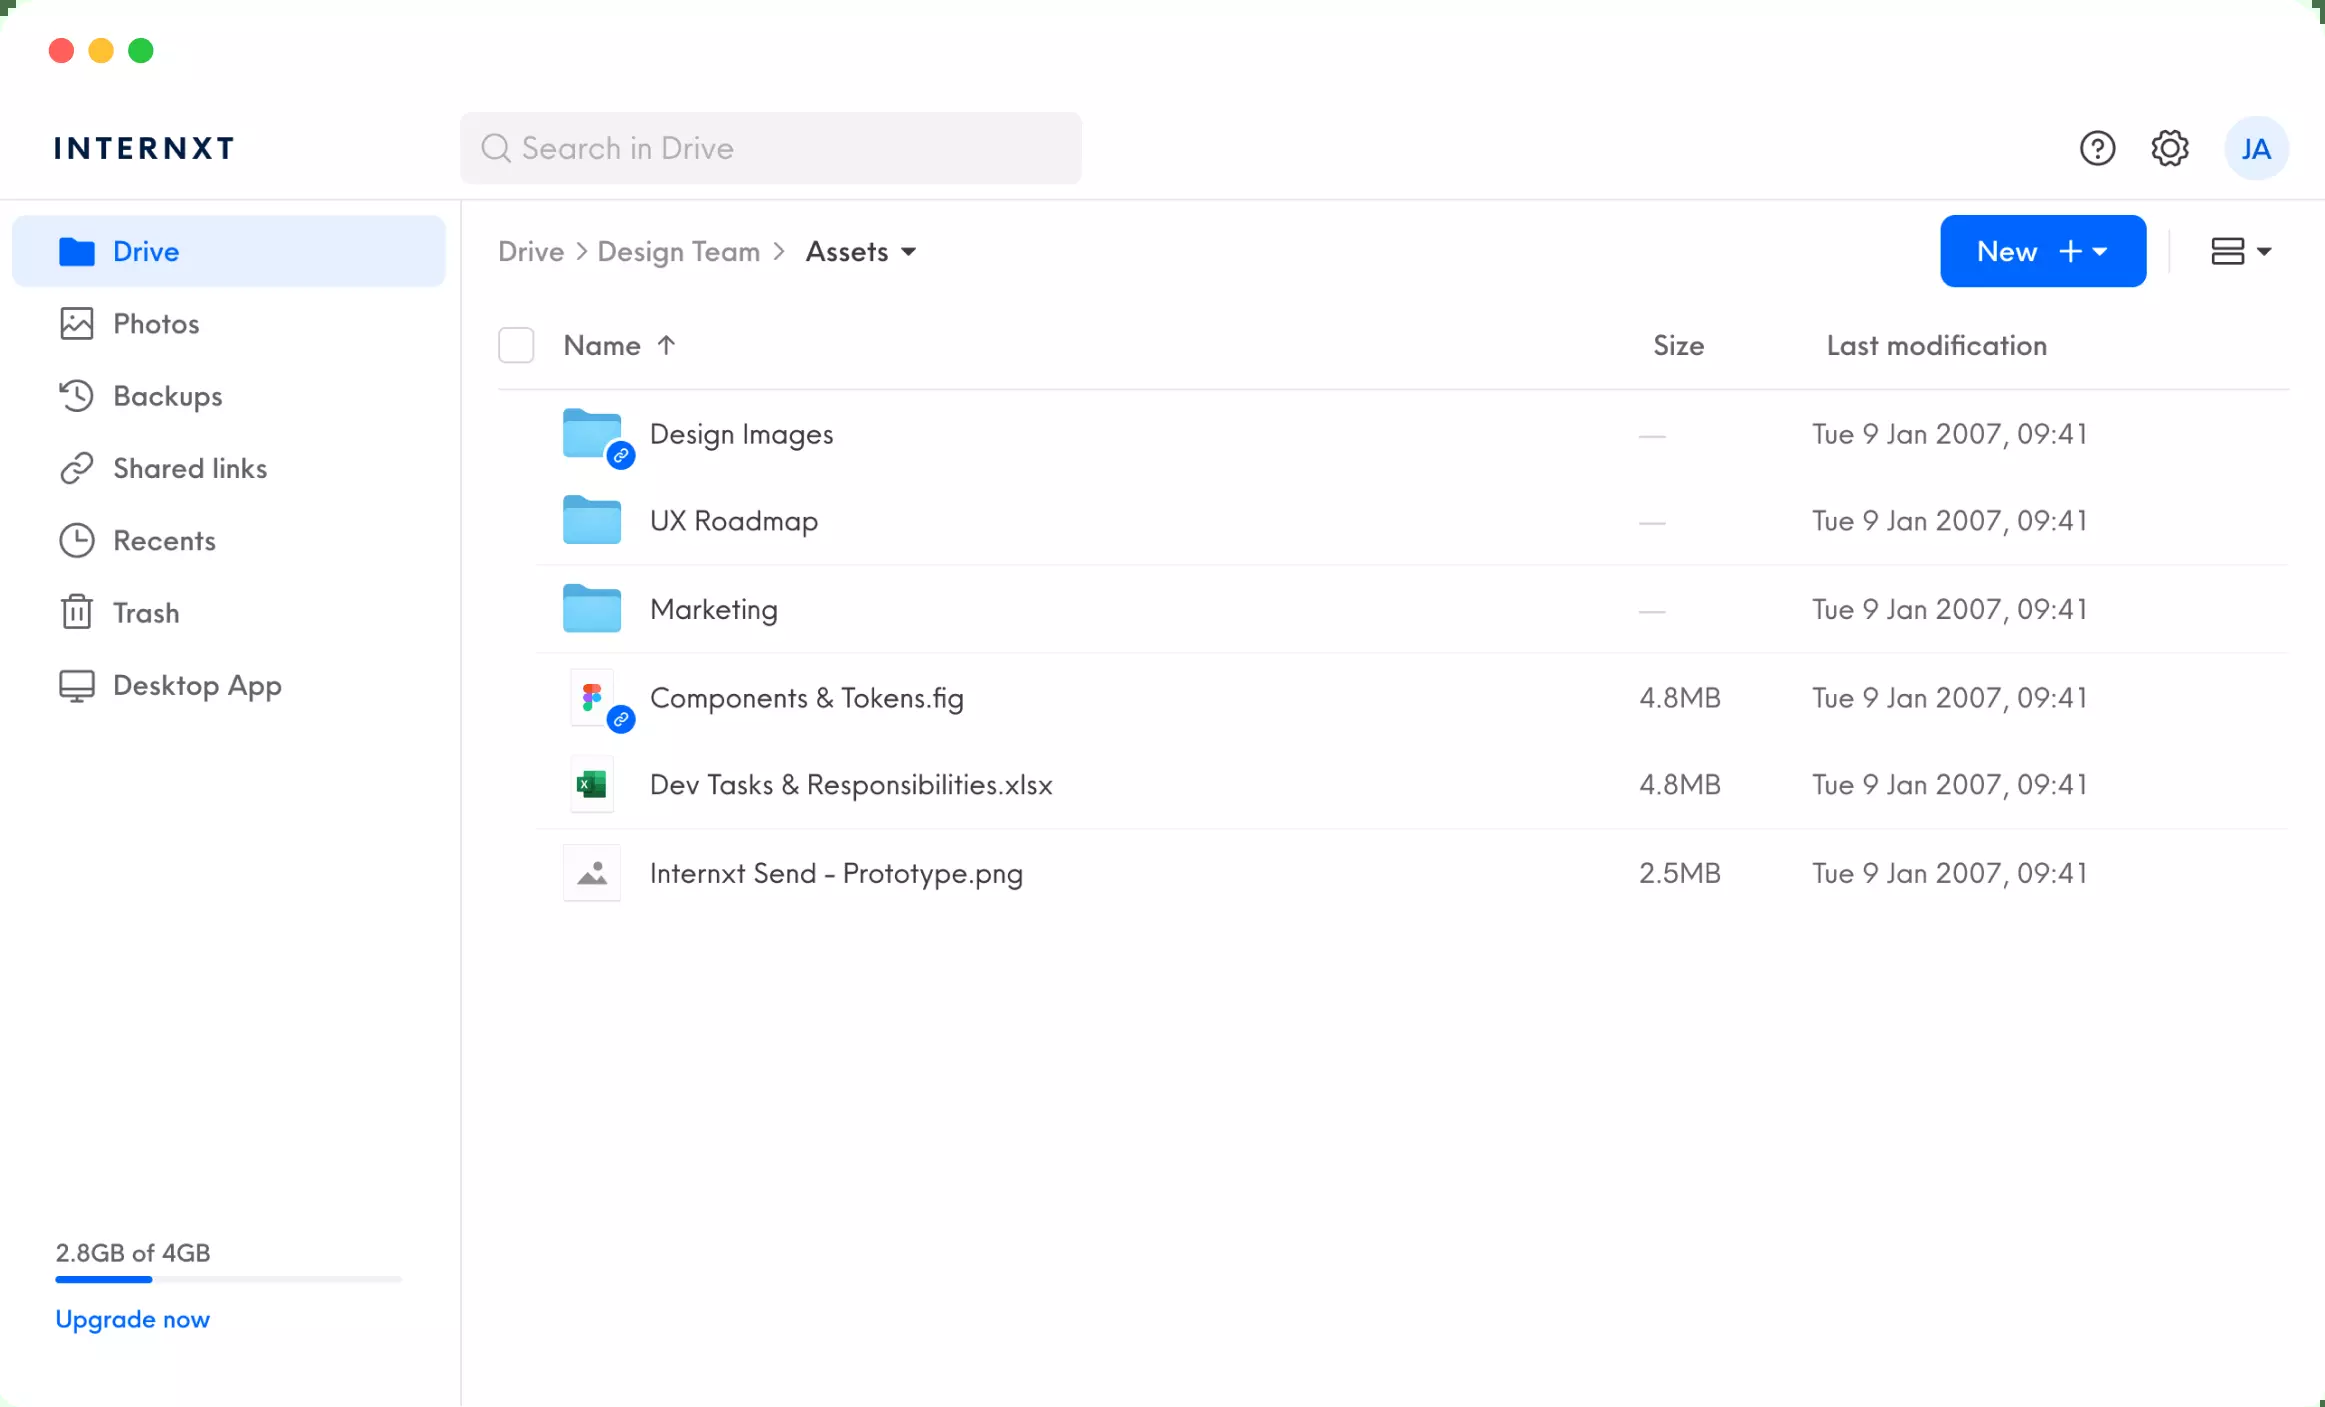 INTERNXT
Search in Drive
JA
Drive
Photos
Backups
Shared links
Recents
Trash
Desktop App
2.8GB of 4GB
Upgrade now
Drive > Design Team > Assets
New +
Name ↑ Size Last modification
Design Images — Tue 9 Jan 2007, 09:41
UX Roadmap — Tue 9 Jan 2007, 09:41
Marketing — Tue 9 Jan 2007, 09:41
Components & Tokens.fig 4.8MB Tue 9 Jan 2007, 09:41
Dev Tasks & Responsibilities.xlsx 4.8MB Tue 9 Jan 2007, 09:41
Internxt Send - Prototype.png 2.5MB Tue 9 Jan 2007, 09:41